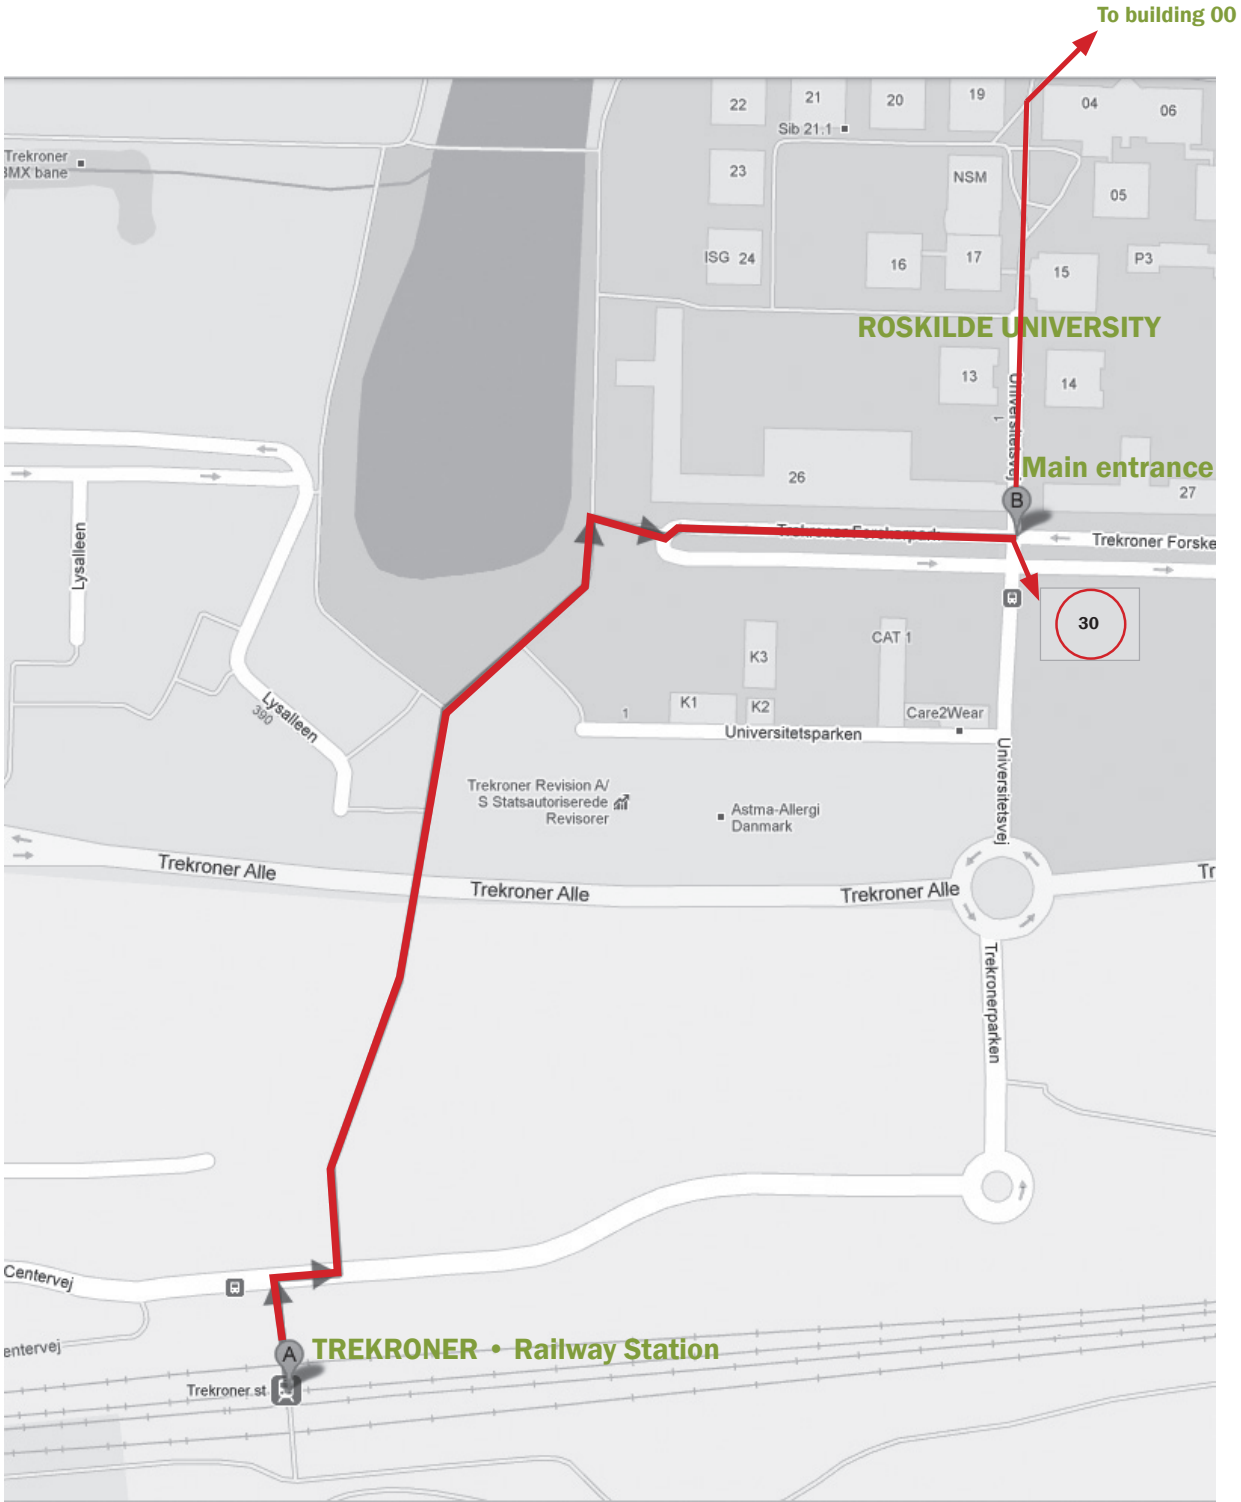 To building 00
22
21
20
19
04
06
Sib 21.1
Trekroner
BMX bane
23
NSM
05
ISG 24
16
17
15
P3
ROSKILDE UNIVERSITY
13
14
Universitetsvej
1
Main entrance
26
27
B
Trekroner Forskerpark
Trekroner Forske
Lysalleen
30
CAT 1
K3
K1
K2
Care2Wear
1
Universitetsparken
Lysalleen
390
Universitetsvej
Trekroner Revision A/
S Statsautoriserede
Revisorer
Astma-Allergi
Danmark
Trekroner Alle
Trekroner Alle
Trekroner Alle
Tr
Trekronerparken
Centervej
entervej
A
TREKRONER • Railway Station
Trekroner st